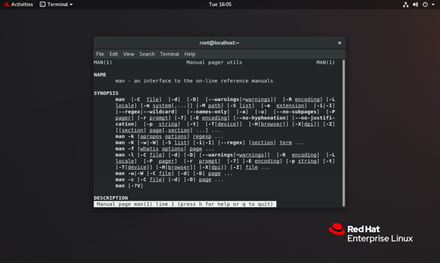 Activities
Terminal
Tue 16:05
root@localhost:~
File Edit View Search Terminal Help
MAN(1) Manual pager utils MAN(1)
NAME
man - an interface to the on-line reference manuals
SYNOPSIS
man [-C file] [-d] [-D] [--warnings[=warnings]] [-R encoding] [-L
locale] [-m system[,...]] [-M path] [-S list] [-e extension] [-i|-I]
[--regex|--wildcard] [--names-only] [-a] [-u] [--no-subpages] [-P
pager] [-r prompt] [-7] [-E encoding] [--no-hyphenation] [--no-justifi-
cation] [-p string] [-t] [-T[device]] [-H[browser]] [-X[dpi]] [-Z]
[[section] page[.section] ...] ...
man -k [apropos options] regexp ...
man -K [-w|-W] [-S list] [-i|-I] [--regex] [section] term ...
man -f [whatis options] page ...
man -l [-C file] [-d] [-D] [--warnings[=warnings]] [-R encoding] [-L
locale] [-P pager] [-r prompt] [-7] [-E encoding] [-p string] [-t]
[-T[device]] [-H[browser]] [-X[dpi]] [-Z] file ...
man -w|-W [-C file] [-d] [-D] page ...
man -c [-C file] [-d] [-D] page ...
man [-?V]
DESCRIPTION
Manual page man(1) line 1 (press h for help or q to quit)
Red Hat
Enterprise Linux